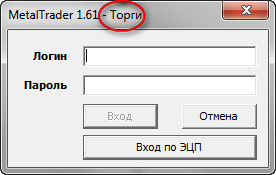 MetalTrader 1.61 - Торги
Логин
Пароль
Вход Отмена
Вход по ЭЦП